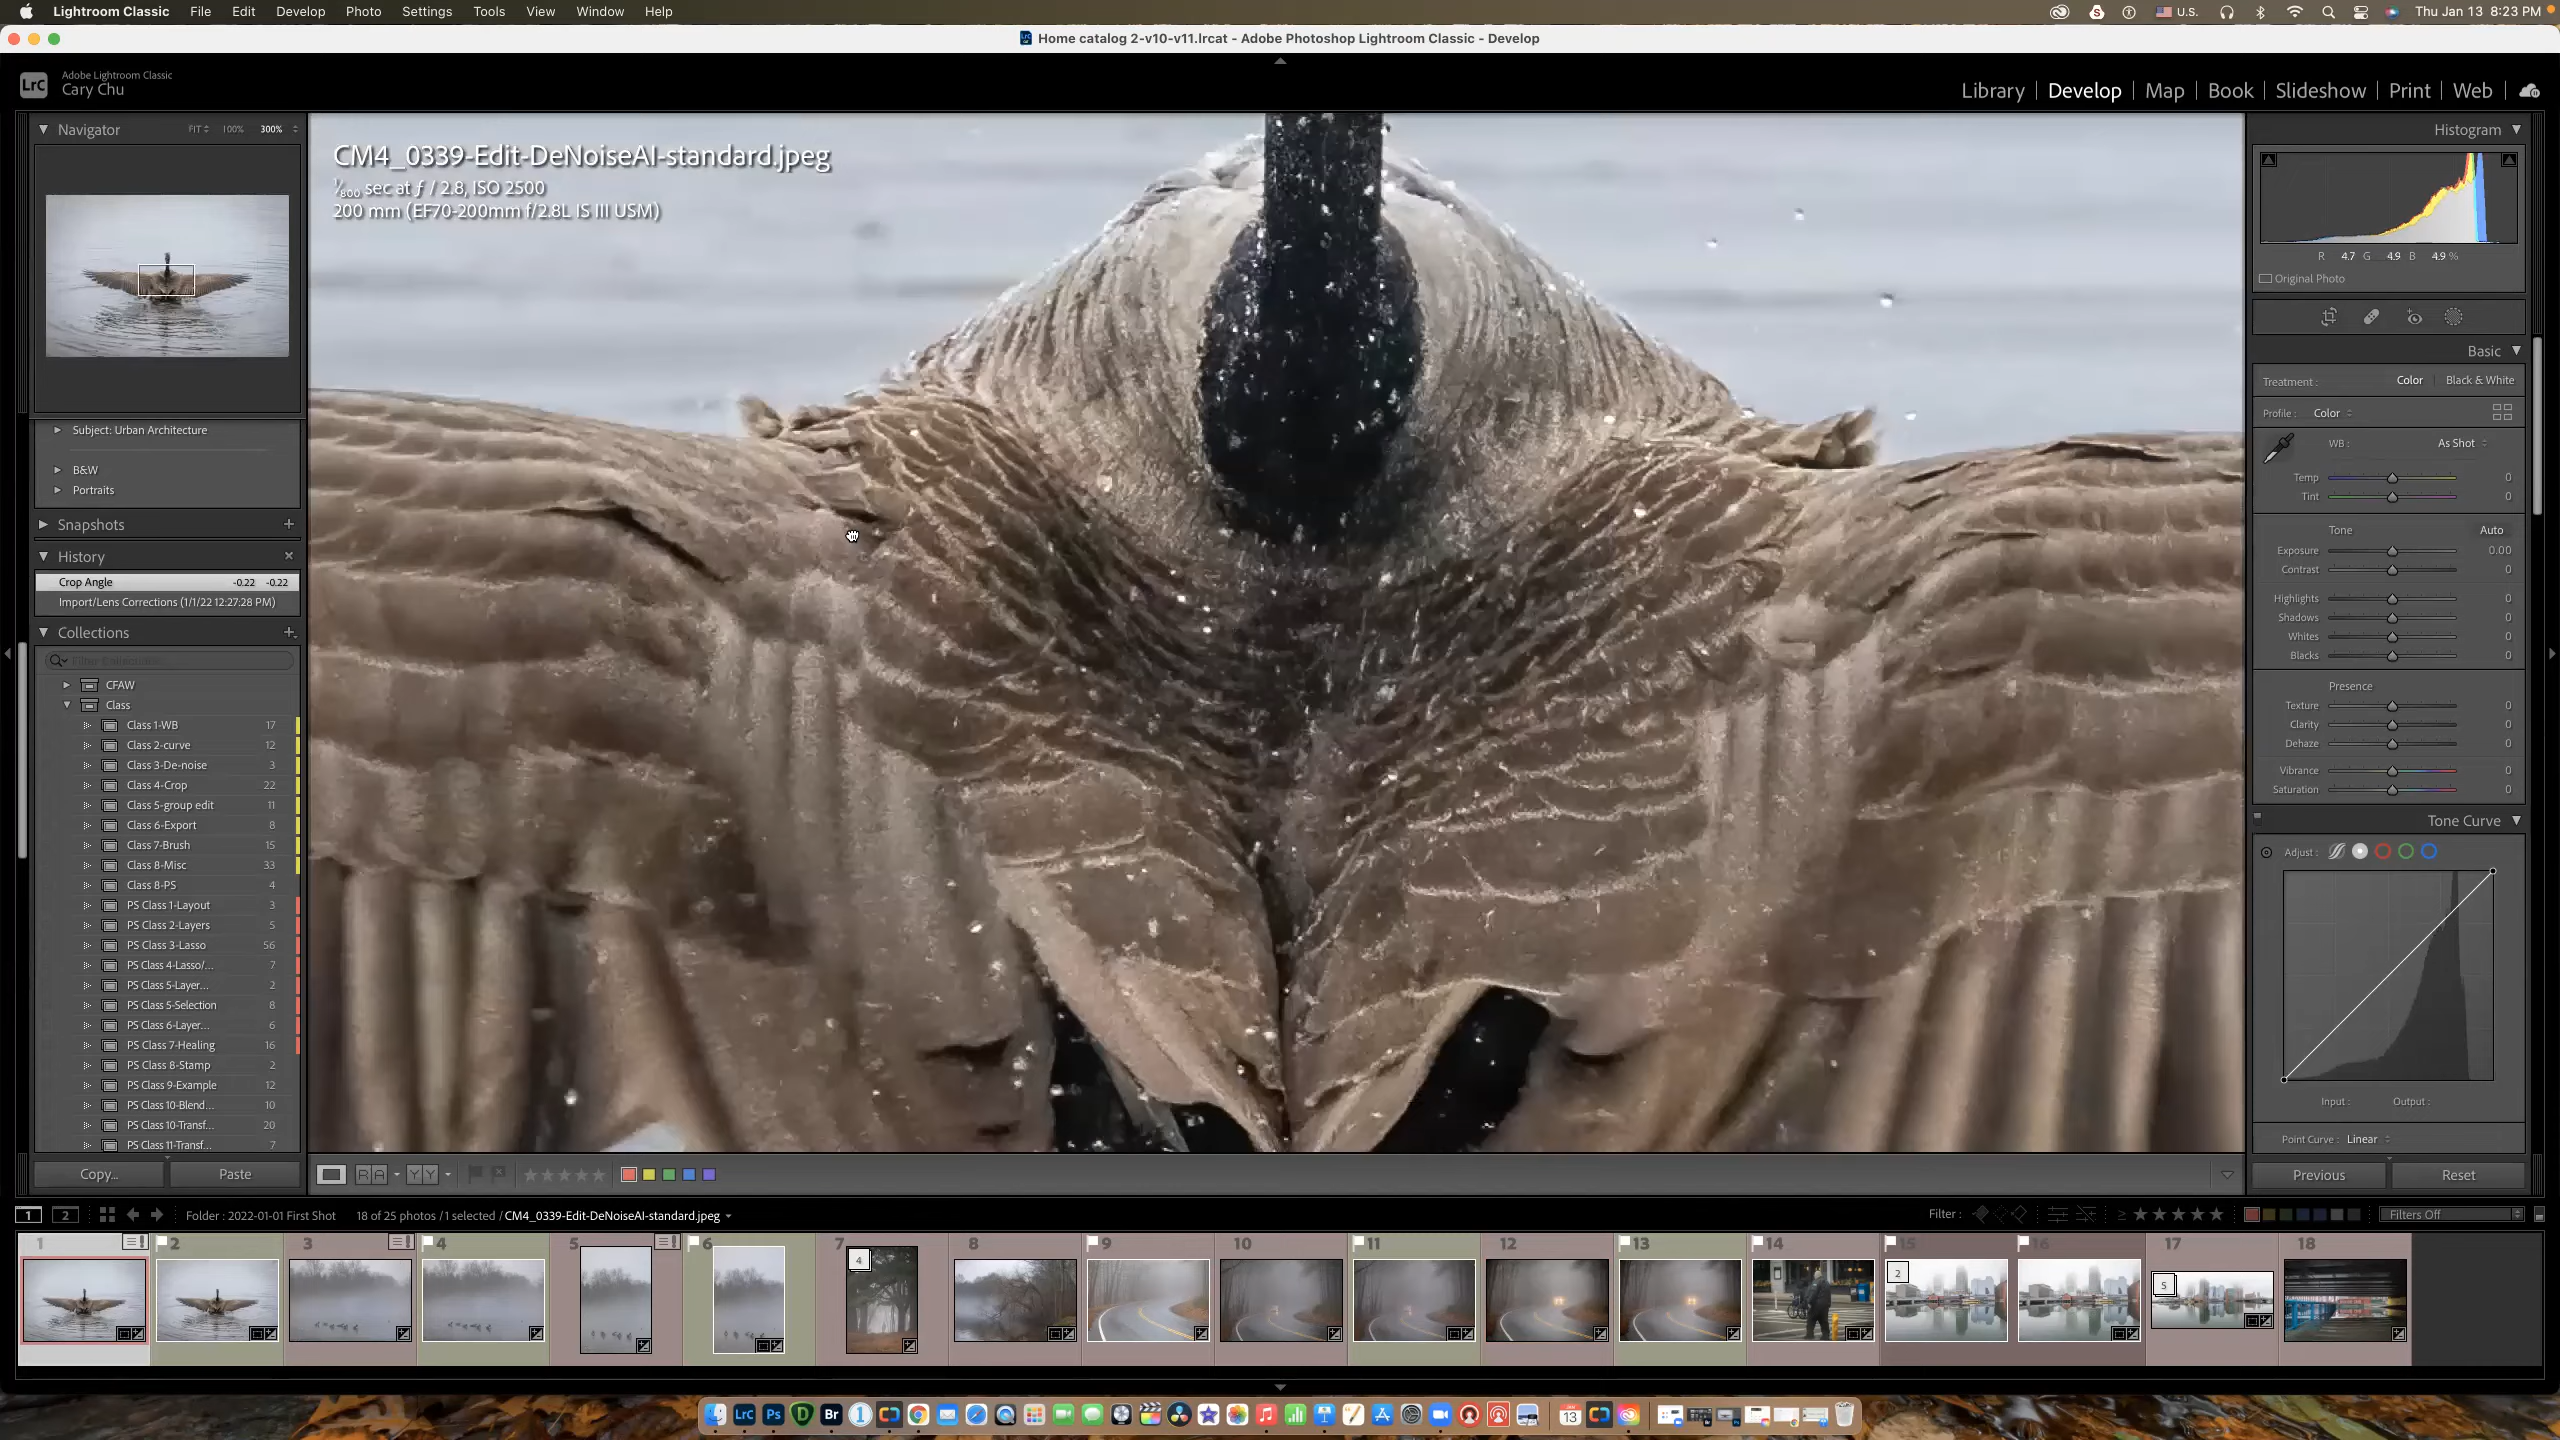 Lightroom Classic File Edit Develop Photo Settings Tools View Window Help
U.S. Thu Jan 13 8:23 PM
Home catalog 2-v10-v11.lrcat - Adobe Photoshop Lightroom Classic - Develop
LrC
Adobe Lightroom Classic
Cary Chu
Library | Develop | Map | Book | Slideshow | Print | Web
Navigator FIT 100% 300%
Subject: Urban Architecture
B&W
Portraits
Snapshots
History
Crop Angle -0.22 -0.22
Import/Lens Corrections (1/1/22 12:27:28 PM)
Collections
Filter Collections
CFAW
Class
Class 1-WB 17
Class 2-curve 12
Class 3-De-noise 3
Class 4-Crop 22
Class 5-group edit 11
Class 6-Export 8
Class 7-Brush 15
Class 8-Misc 33
Class 8-PS 4
PS Class 1-Layout 3
PS Class 2-Layers 5
PS Class 3-Lasso 56
PS Class 4-Lasso/... 7
PS Class 5-Layer... 2
PS Class 5-Selection 8
PS Class 6-Layer... 6
PS Class 7-Healing 16
PS Class 8-Stamp 2
PS Class 9-Example 12
PS Class 10-Blend... 10
PS Class 10-Transf... 20
PS Class 11-Transf... 7
Copy... Paste
CM4_0339-Edit-DeNoiseAI-standard.jpeg
1/800 sec at ƒ / 2.8, ISO 2500
200 mm (EF70-200mm f/2.8L IS III USM)
R A Y Y
Histogram
R 4.7 G 4.9 B 4.9 %
Original Photo
Basic
Treatment : Color Black & White
Profile : Color
WB : As Shot
Temp 0
Tint 0
Tone Auto
Exposure 0.00
Contrast 0
Highlights 0
Shadows 0
Whites 0
Blacks 0
Presence
Texture 0
Clarity 0
Dehaze 0
Vibrance 0
Saturation 0
Tone Curve
Adjust :
Input : Output :
Point Curve : Linear
Previous Reset
1 2 Folder : 2022-01-01 First Shot 18 of 25 photos / 1 selected / CM4_0339-Edit-DeNoiseAI-standard.jpeg
Filter : ≥ Filters Off
1 2 3 4 5 6 7 8 9 10 11 12 13 14 15 16 17 18
4 2 5
LrC Ps Br
13